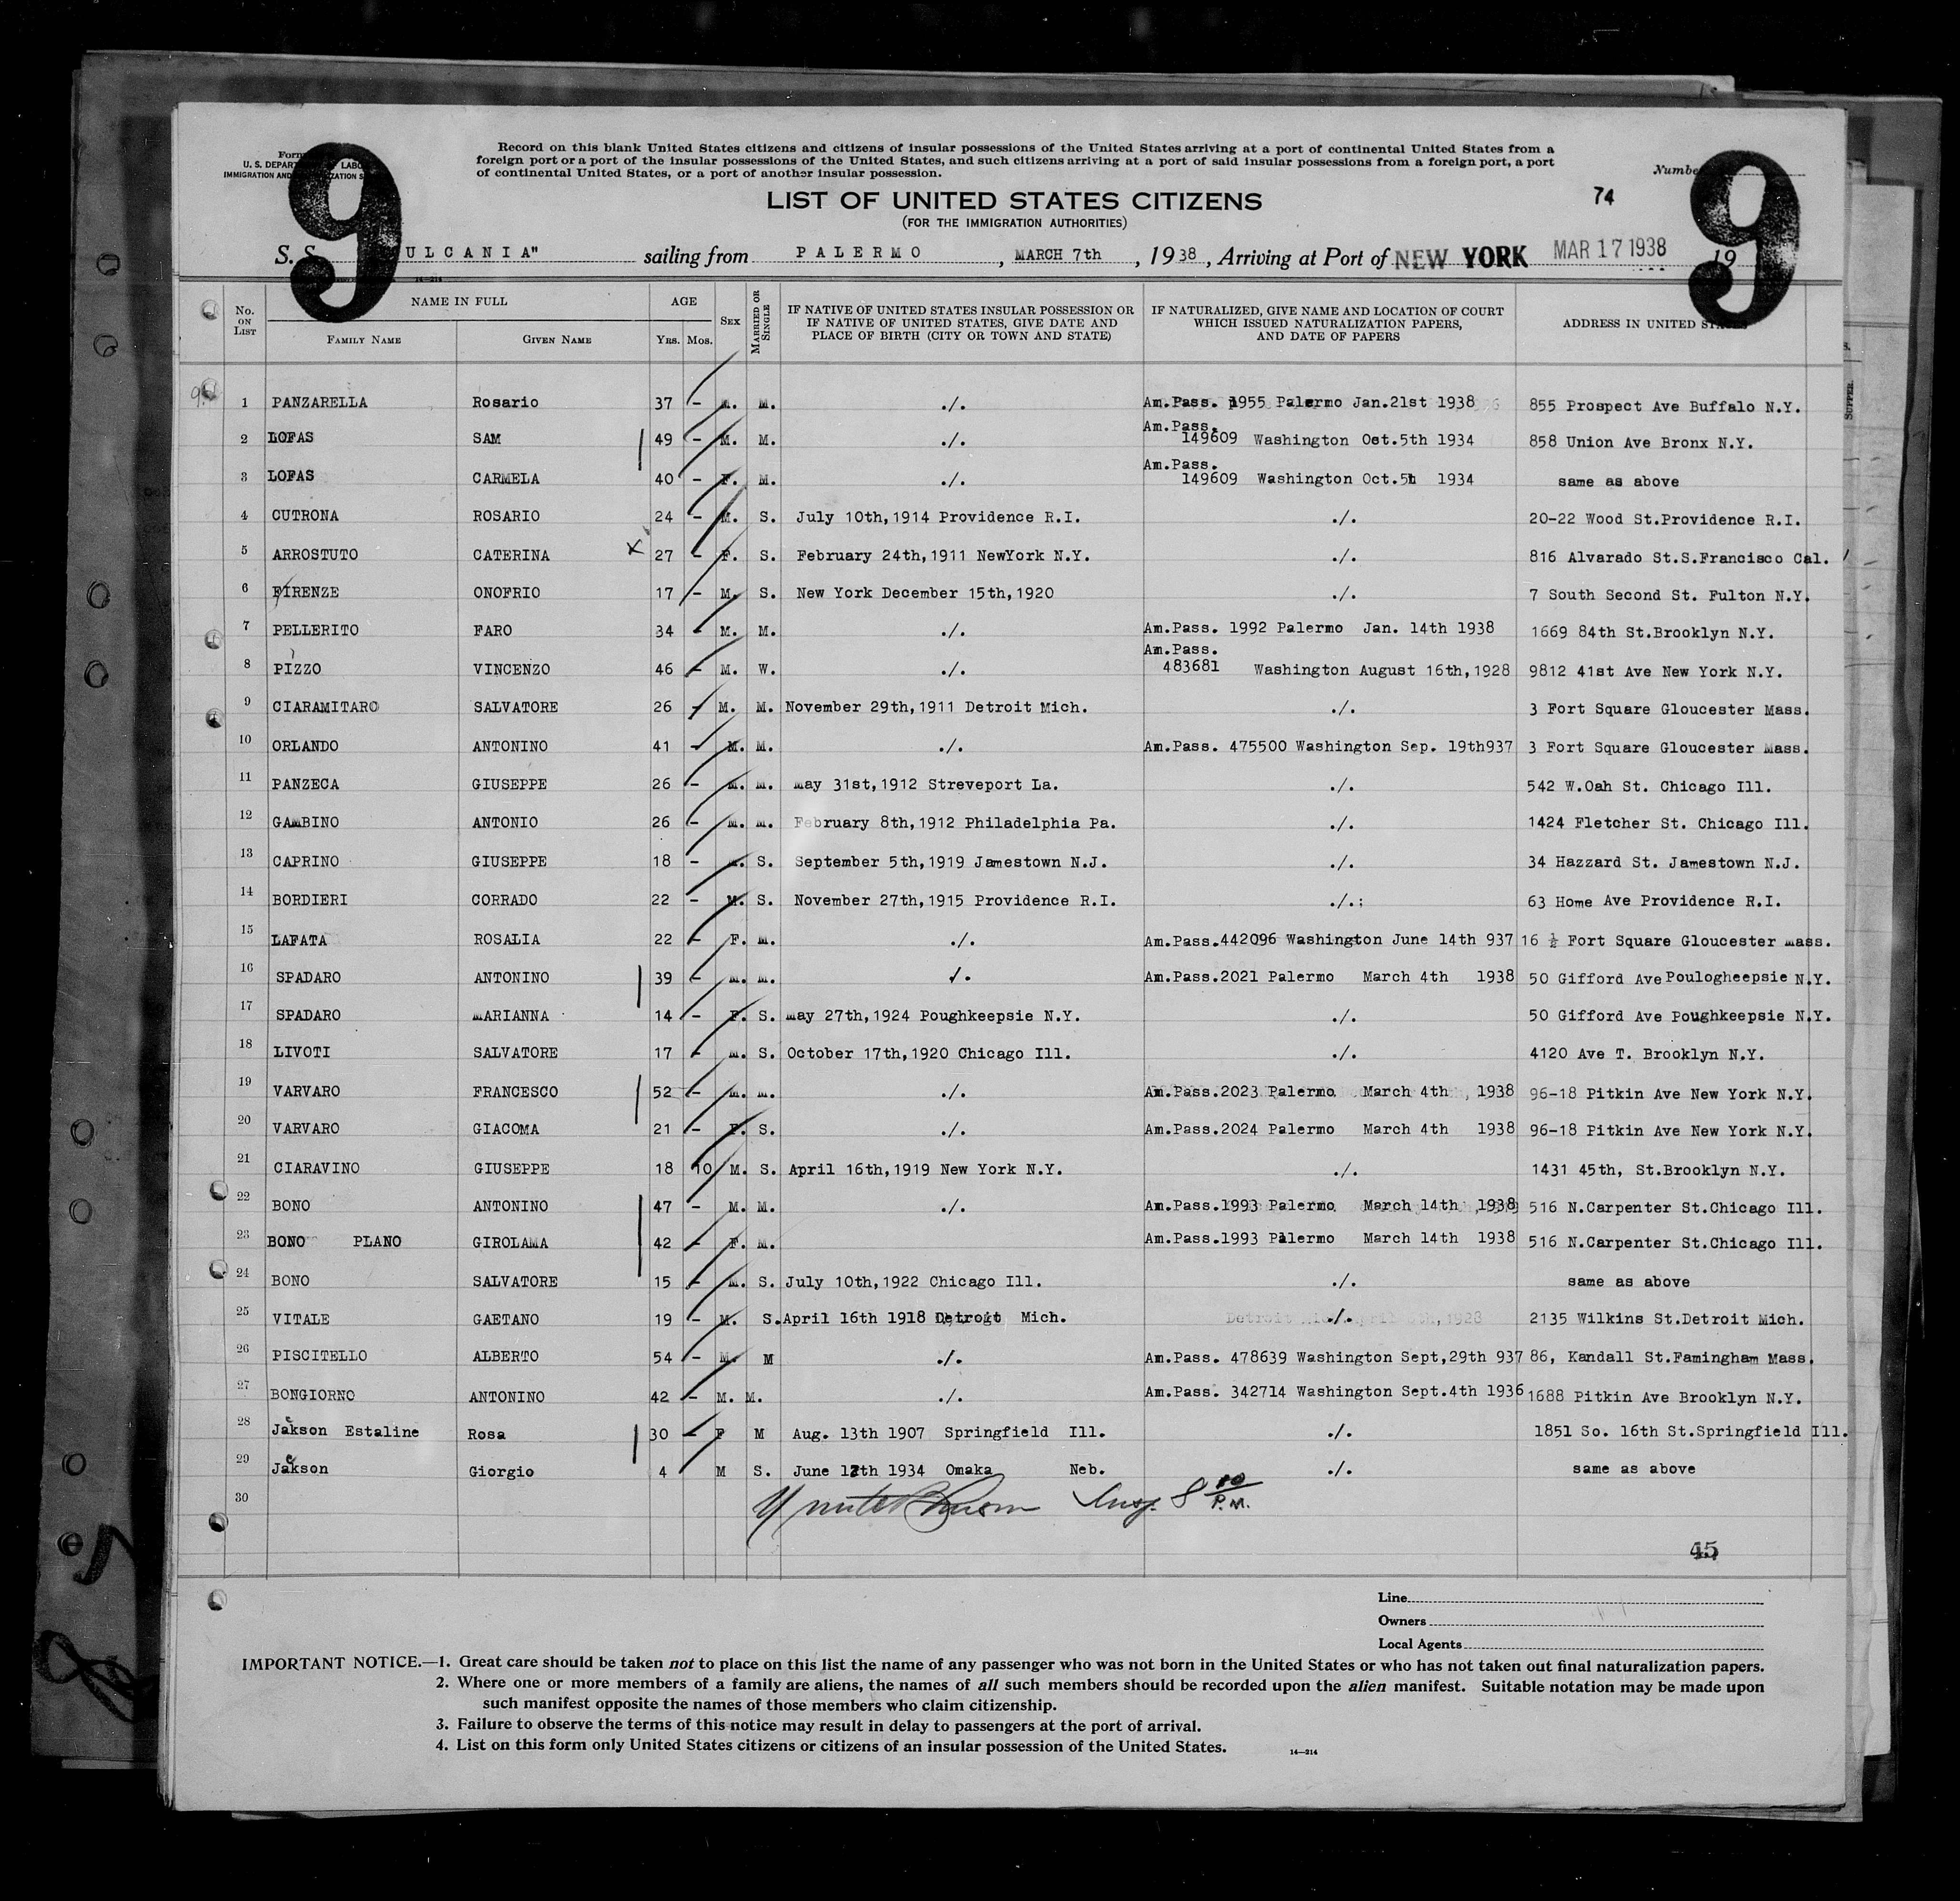 9
9
Form
U. S. DEPARTMENT OF LABOR
IMMIGRATION AND NATURALIZATION
Record on this blank United States citizens and citizens of insular possessions of the United States arriving at a port of continental United States from a
foreign port or a port of the insular possessions of the United States, and such citizens arriving at a port of said insular possessions from a foreign port, a port
of continental United States, or a port of another insular possession.
Number
74
LIST OF UNITED STATES CITIZENS
(FOR THE IMMIGRATION AUTHORITIES)
S. S. ULCANIA" sailing from PALERMO, MARCH 7th, 1938, Arriving at Port of NEW YORK MAR 17 1938 19
No. ON LIST NAME IN FULL FAMILY NAME GIVEN NAME AGE YRS. MOS. SEX MARRIED OR SINGLE IF NATIVE OF UNITED STATES INSULAR POSSESSION OR IF NATIVE OF UNITED STATES, GIVE DATE AND PLACE OF BIRTH (CITY OR TOWN AND STATE) IF NATURALIZED, GIVE NAME AND LOCATION OF COURT WHICH ISSUED NATURALIZATION PAPERS, AND DATE OF PAPERS ADDRESS IN UNITED STATES
1 PANZARELLA Rosario 37 - M. M. ./. Am.Pass. 1955 Palermo Jan.21st 1938 855 Prospect Ave Buffalo N.Y.
2 LOFAS SAM 49 - M. M. ./. Am.Pass. 149609 Washington Oct.5th 1934 858 Union Ave Bronx N.Y.
3 LOFAS CARMELA 40 - F. M. ./. Am.Pass. 149609 Washington Oct.5h 1934 same as above
4 CUTRONA ROSARIO 24 - M. S. July 10th,1914 Providence R.I. ./. 20-22 Wood St.Providence R.I.
5 ARROSTUTO CATERINA x 27 - F. S. February 24th,1911 NewYork N.Y. ./. 816 Alvarado St.S.Francisco Cal.
6 FIRENZE ONOFRIO 17 - M. S. New York December 15th,1920 ./. 7 South Second St. Fulton N.Y.
7 PELLERITO FARO 34 - M. M. ./. Am.Pass. 1992 Palermo Jan. 14th 1938 1669 84th St.Brooklyn N.Y.
8 PIZZO VINCENZO 46 - M. W. ./. Am.Pass. 483681 Washington August 16th,1928 9812 41st Ave New York N.Y.
9 CIARAMITARO SALVATORE 26 - M. M. November 29th,1911 Detroit Mich. ./. 3 Fort Square Gloucester Mass.
10 ORLANDO ANTONINO 41 - M. M. ./. Am.Pass. 475500 Washington Sep. 19th937 3 Fort Square Gloucester Mass.
11 PANZECA GIUSEPPE 26 - M. M. May 31st,1912 Streveport La. ./. 542 W.Oah St. Chicago Ill.
12 GAMBINO ANTONIO 26 - M. M. February 8th,1912 Philadelphia Pa. ./. 1424 Fletcher St. Chicago Ill.
13 CAPRINO GIUSEPPE 18 - M. S. September 5th,1919 Jamestown N.J. ./. 34 Hazzard St. Jamestown N.J.
14 BORDIERI CORRADO 22 - M. S. November 27th,1915 Providence R.I. ./.; 63 Home Ave Providence R.I.
15 LAFATA ROSALIA 22 - F. M. ./. Am.Pass.442096 Washington June 14th 937 16 ½ Fort Square Gloucester Mass.
16 SPADARO ANTONINO 39 - M. M. ./. Am.Pass.2021 Palermo March 4th 1938 50 Gifford Ave Poulogheepsie N.Y.
17 SPADARO MARIANNA 14 - F. S. May 27th,1924 Poughkeepsie N.Y. ./. 50 Gifford Ave Poughkeepsie N.Y.
18 LIVOTI SALVATORE 17 - M. S. October 17th,1920 Chicago Ill. ./. 4120 Ave T. Brooklyn N.Y.
19 VARVARO FRANCESCO 52 - M. M. ./. Am.Pass.2023 Palermo March 4th 1938 96-18 Pitkin Ave New York N.Y.
20 VARVARO GIACOMA 21 - F. S. ./. Am.Pass.2024 Palermo March 4th 1938 96-18 Pitkin Ave New York N.Y.
21 CIARAVINO GIUSEPPE 18 10 M. S. April 16th,1919 New York N.Y. ./. 1431 45th, St.Brooklyn N.Y.
22 BONO ANTONINO 47 - M. M. ./. Am.Pass.1993 Palermo March 14th 1938 516 N.Carpenter St.Chicago Ill.
23 BONO PLANO GIROLAMA 42 - F. M. Am.Pass.1993 Palermo March 14th 1938 516 N.Carpenter St.Chicago Ill.
24 BONO SALVATORE 15 - M. S. July 10th,1922 Chicago Ill. ./. same as above
25 VITALE GAETANO 19 - M. S. April 16th 1918 Detroit Mich. ./. 2135 Wilkins St.Detroit Mich.
26 PISCITELLO ALBERTO 54 - M. M ./. Am.Pass. 478639 Washington Sept,29th 937 86, Kandall St.Famingham Mass.
27 BONGIORNO ANTONINO 42 - M. M. ./. Am.Pass. 342714 Washington Sept.4th 1936 1688 Pitkin Ave Brooklyn N.Y.
28 Jakson Estaline Rosa 30 - F M Aug. 13th 1907 Springfield Ill. ./. 1851 So. 16th St.Springfield Ill.
29 Jakson Giorgio 4 M S. June 12th 1934 Omaka Neb. ./. same as above
30
Insp. 8 10 P.M.
45
Line
Owners
Local Agents
IMPORTANT NOTICE.—1. Great care should be taken not to place on this list the name of any passenger who was not born in the United States or who has not taken out final naturalization papers.
2. Where one or more members of a family are aliens, the names of all such members should be recorded upon the alien manifest. Suitable notation may be made upon
such manifest opposite the names of those members who claim citizenship.
3. Failure to observe the terms of this notice may result in delay to passengers at the port of arrival.
4. List on this form only United States citizens or citizens of an insular possession of the United States.
14—214